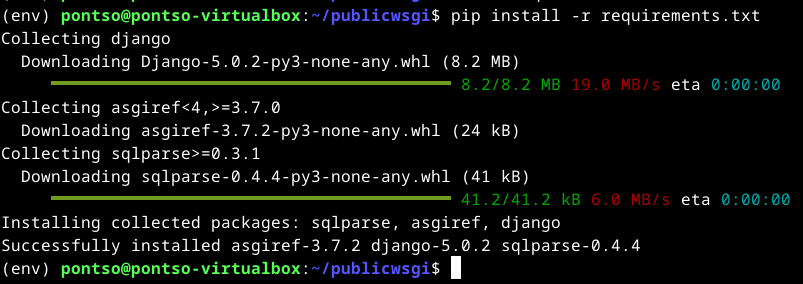 (env) pontso@pontso-virtualbox:~/publicwsgi$ pip install -r requirements.txt
Collecting django
  Downloading Django-5.0.2-py3-none-any.whl (8.2 MB)
     8.2/8.2 MB 19.0 MB/s eta 0:00:00
Collecting asgiref<4,>=3.7.0
  Downloading asgiref-3.7.2-py3-none-any.whl (24 kB)
Collecting sqlparse>=0.3.1
  Downloading sqlparse-0.4.4-py3-none-any.whl (41 kB)
     41.2/41.2 kB 6.0 MB/s eta 0:00:00
Installing collected packages: sqlparse, asgiref, django
Successfully installed asgiref-3.7.2 django-5.0.2 sqlparse-0.4.4
(env) pontso@pontso-virtualbox:~/publicwsgi$